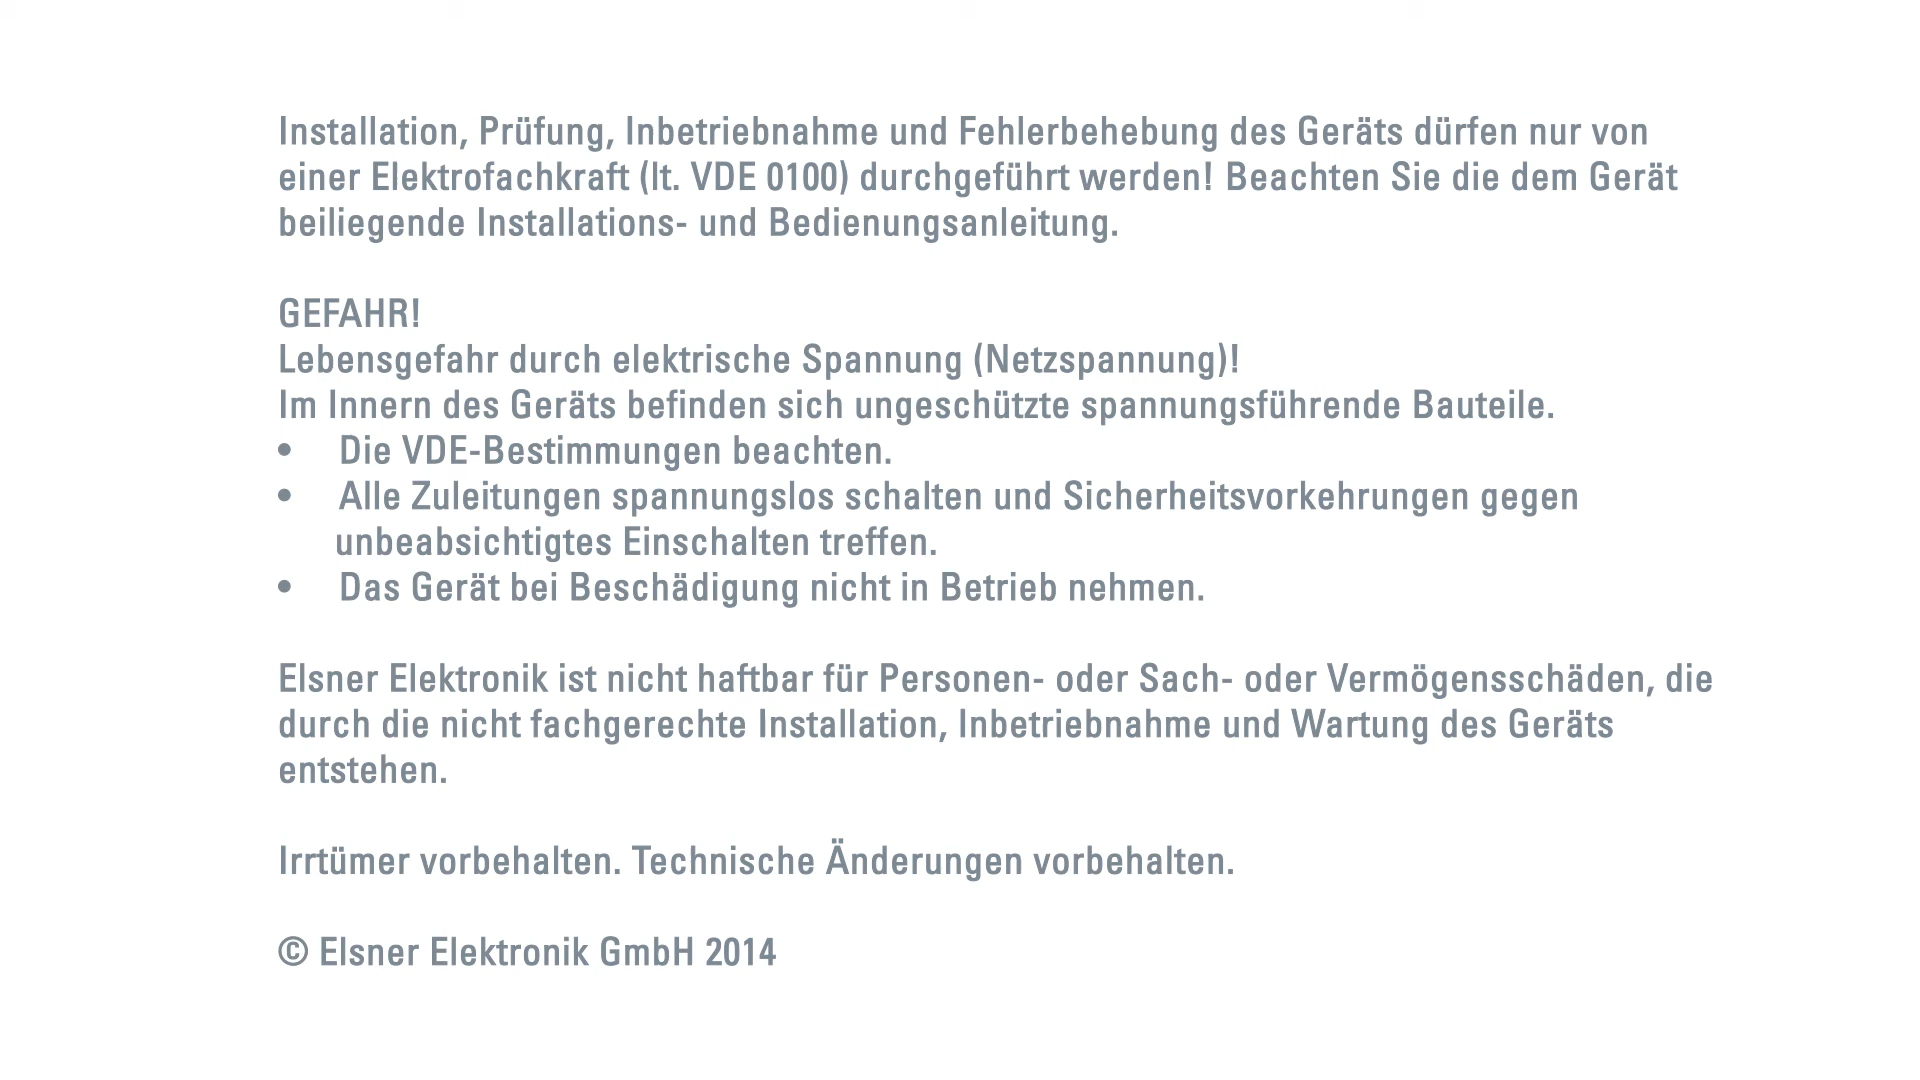 Installation, Prüfung, Inbetriebnahme und Fehlerbehebung des Geräts dürfen nur von
einer Elektrofachkraft (lt. VDE 0100) durchgeführt werden! Beachten Sie die dem Gerät
beiliegende Installations- und Bedienungsanleitung.
GEFAHR!
Lebensgefahr durch elektrische Spannung (Netzspannung)!
Im Innern des Geräts befinden sich ungeschützte spannungsführende Bauteile.
• Die VDE-Bestimmungen beachten.
• Alle Zuleitungen spannungslos schalten und Sicherheitsvorkehrungen gegen
unbeabsichtigtes Einschalten treffen.
• Das Gerät bei Beschädigung nicht in Betrieb nehmen.
Elsner Elektronik ist nicht haftbar für Personen- oder Sach- oder Vermögensschäden, die
durch die nicht fachgerechte Installation, Inbetriebnahme und Wartung des Geräts
entstehen.
Irrtümer vorbehalten. Technische Änderungen vorbehalten.
© Elsner Elektronik GmbH 2014